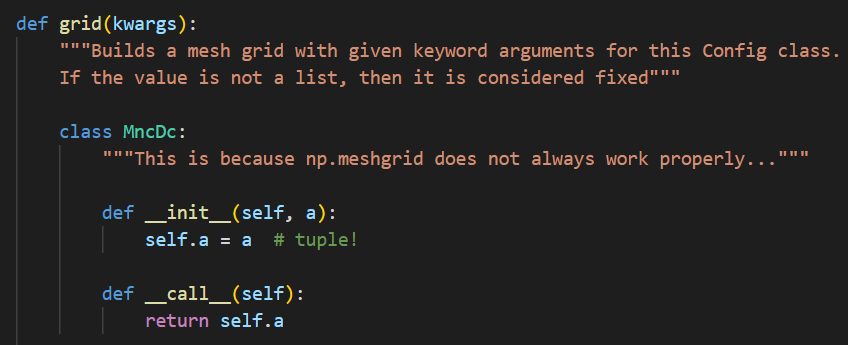 def grid(kwargs):
"""Builds a mesh grid with given keyword arguments for this Config class.
If the value is not a list, then it is considered fixed"""
class MncDc:
"""This is because np.meshgrid does not always work properly..."""
def __init__(self, a):
self.a = a  # tuple!
def __call__(self):
return self.a